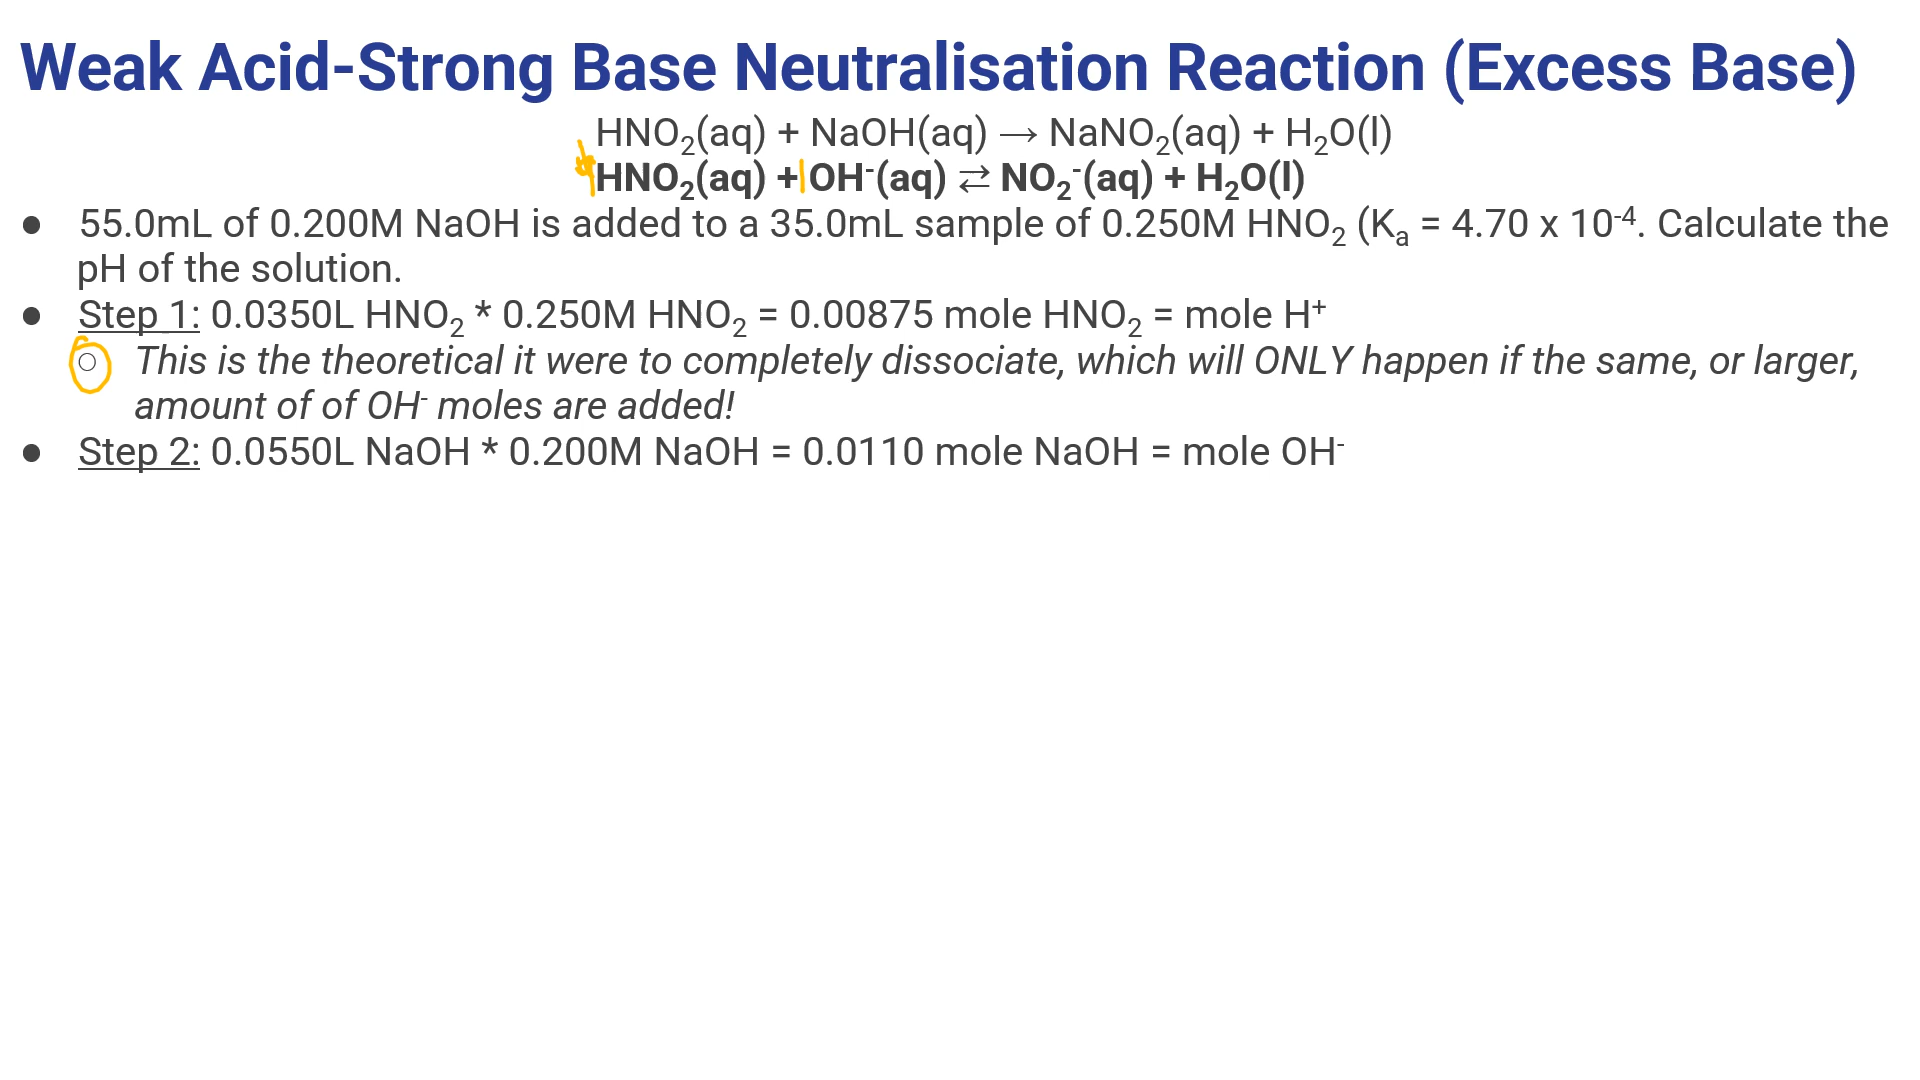 Weak Acid-Strong Base Neutralisation Reaction (Excess Base)
HNO₂(aq) + NaOH(aq) → NaNO₂(aq) + H₂O(l)
HNO₂(aq) + OH⁻(aq) ⇄ NO₂⁻(aq) + H₂O(l)
● 55.0mL of 0.200M NaOH is added to a 35.0mL sample of 0.250M HNO₂ (Kₐ = 4.70 x 10⁻⁴. Calculate the
pH of the solution.
● Step 1: 0.0350L HNO₂ * 0.250M HNO₂ = 0.00875 mole HNO₂ = mole H⁺
○ This is the theoretical it were to completely dissociate, which will ONLY happen if the same, or larger,
amount of of OH⁻ moles are added!
● Step 2: 0.0550L NaOH * 0.200M NaOH = 0.0110 mole NaOH = mole OH⁻